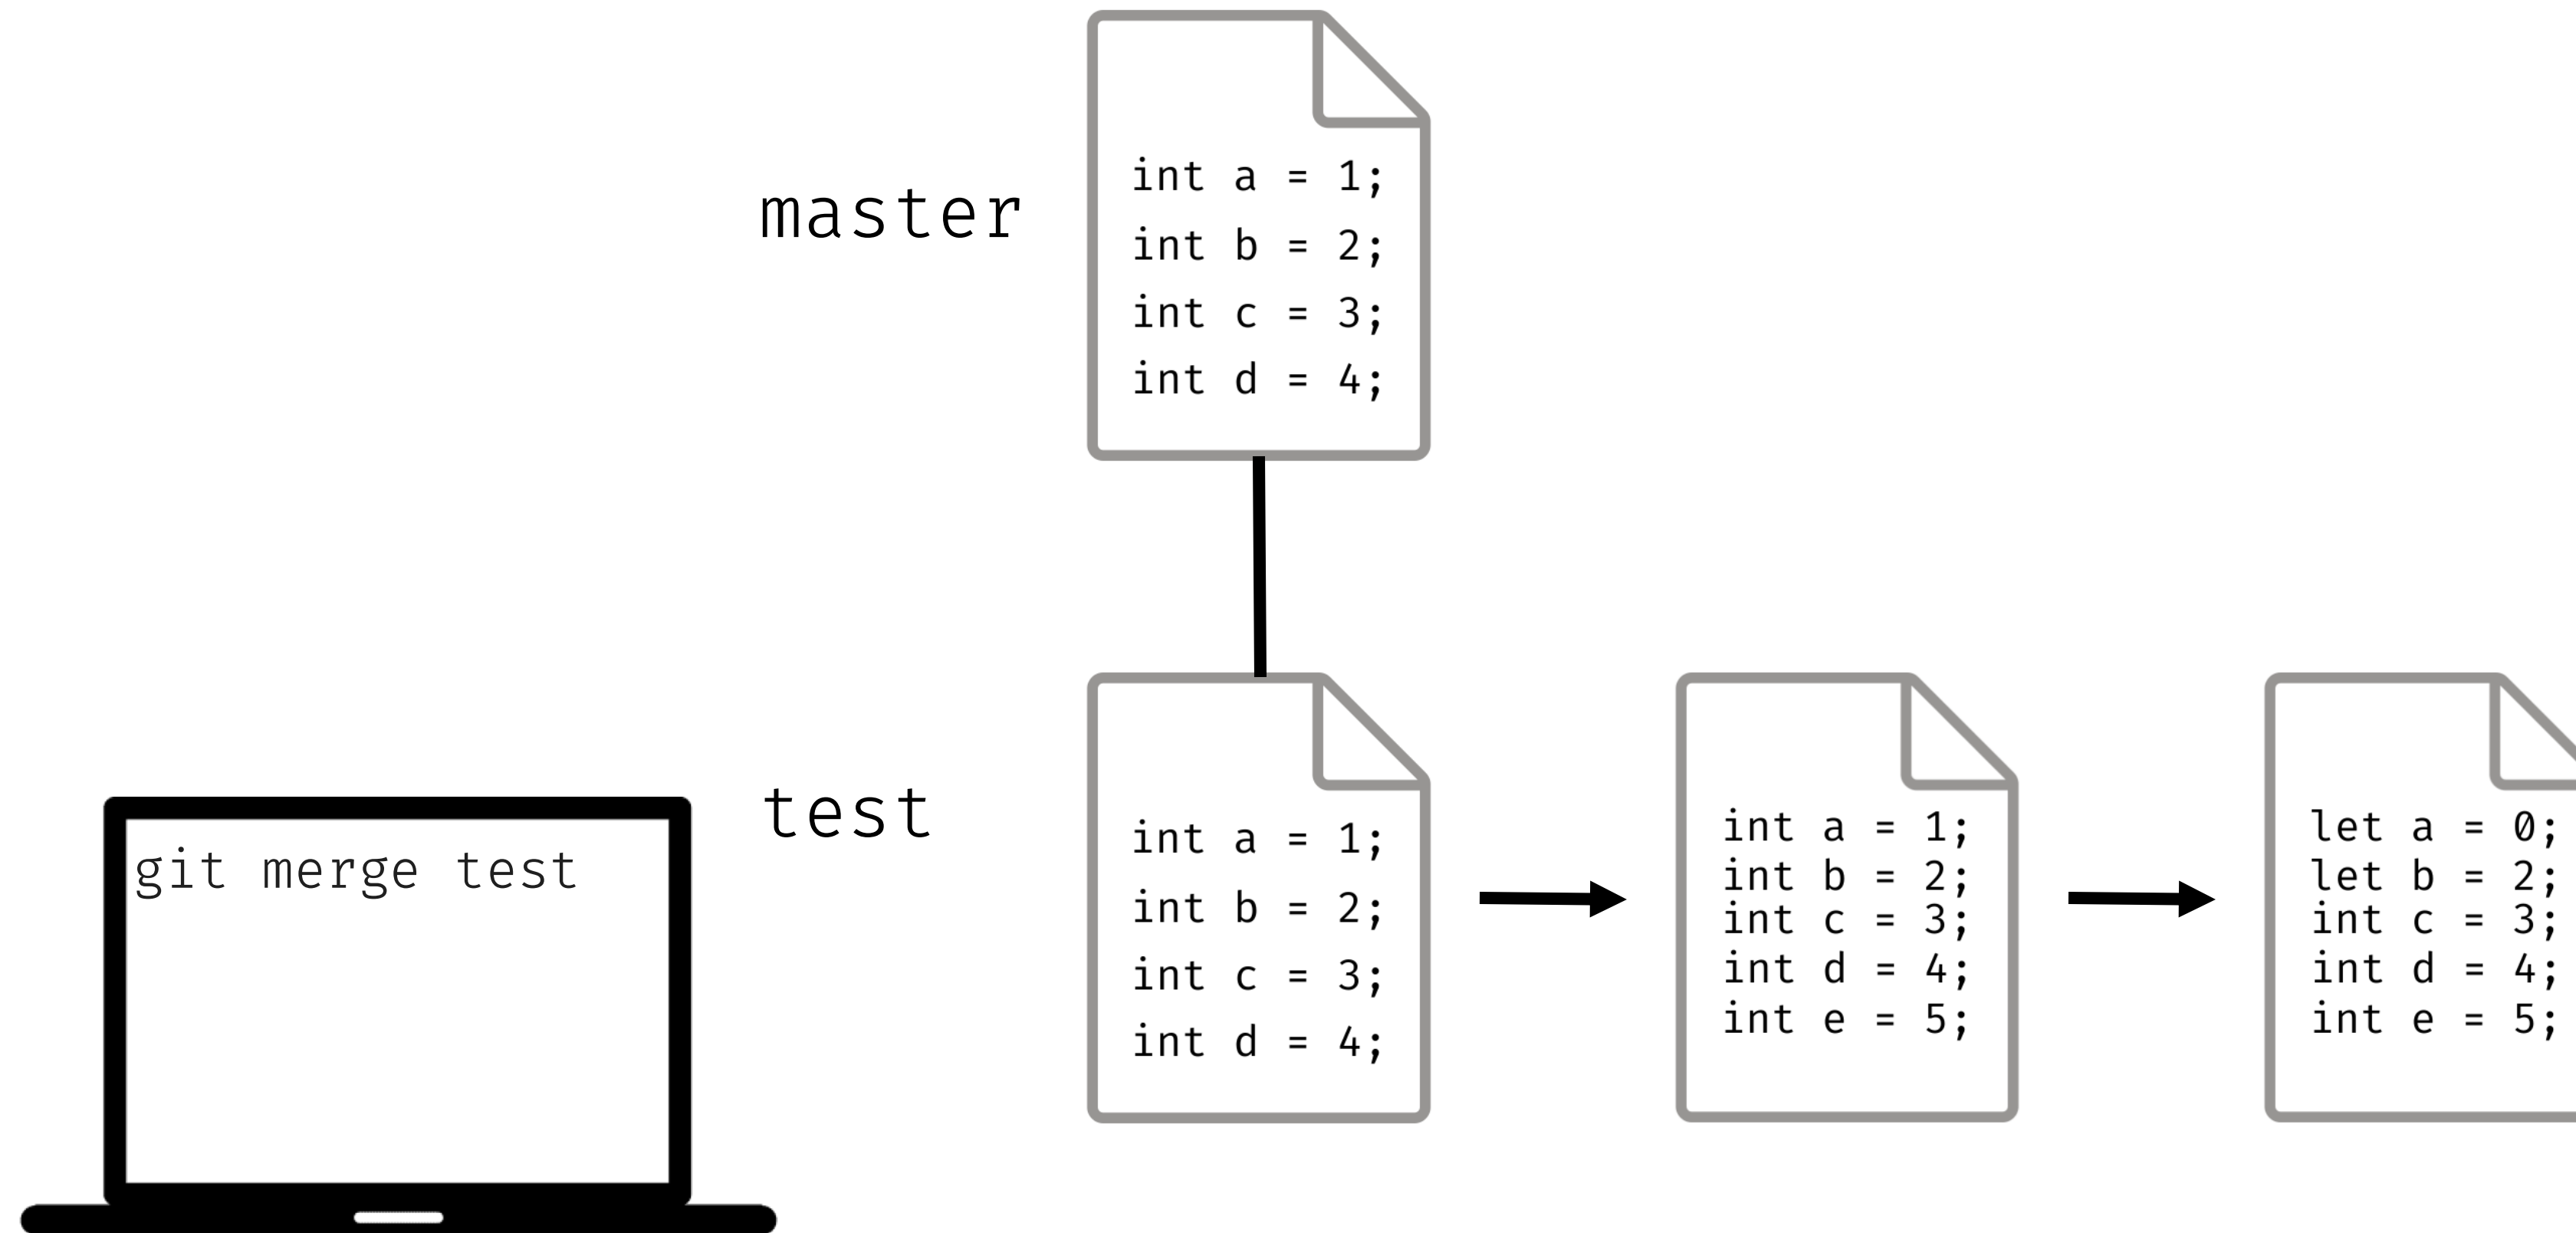 master
int a = 1;
int b = 2;
int c = 3;
int d = 4;
test
git merge test
int a = 1;
int b = 2;
int c = 3;
int d = 4;
int a = 1;
int b = 2;
int c = 3;
int d = 4;
int e = 5;
let a = 0;
let b = 2;
int c = 3;
int d = 4;
int e = 5;